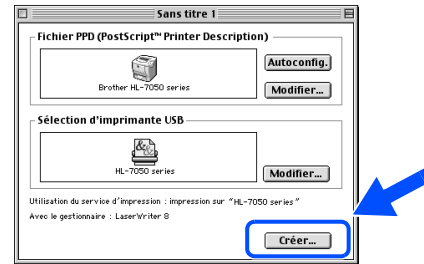 Sans titre 1
Fichier PPD (PostScript™ Printer Description)
Autoconfig.
Brother HL-7050 series
Modifier...
Sélection d'imprimante USB
HL-7050 series
Modifier...
Utilisation du service d'impression : impression sur "HL-7050 series"
Avec le gestionnaire : LaserWriter 8
Créer...